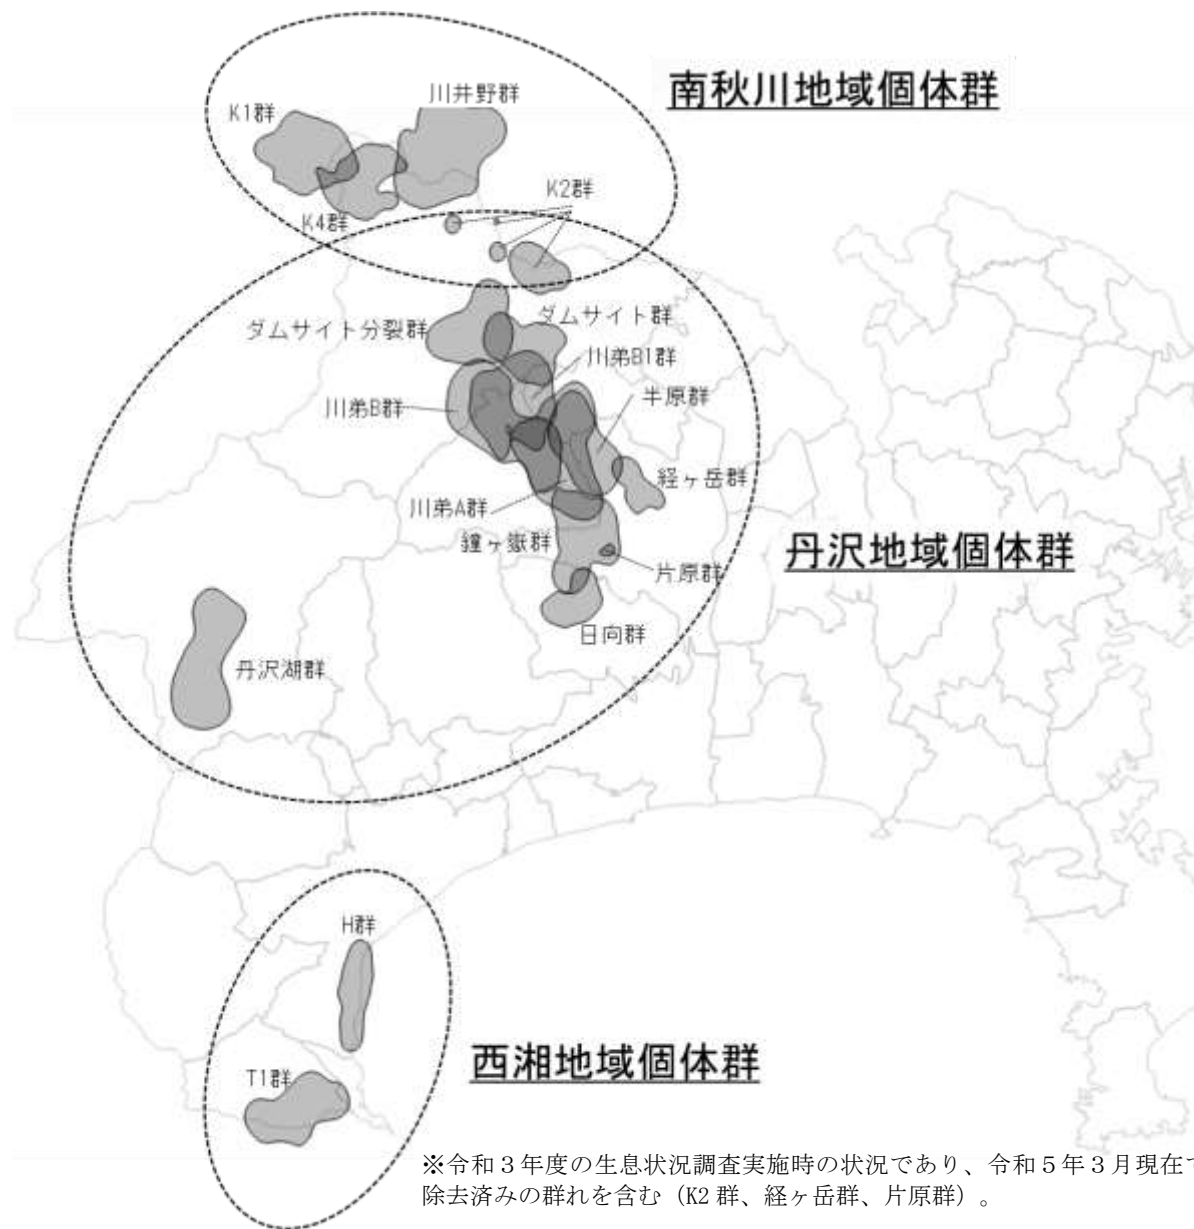 南秋川地域個体群
川井野群
K1群
K2群
K4群
ダムサイト分裂群
ダムサイト群
川弟B1群
川弟B群
半原群
経ヶ岳群
川弟A群
鐘ヶ嶽群
丹沢地域個体群
片原群
日向群
丹沢湖群
H群
西湘地域個体群
T1群
※令和３年度の生息状況調査実施時の状況であり、令和５年３月現在で
除去済みの群れを含む（K2 群、経ヶ岳群、片原群）。